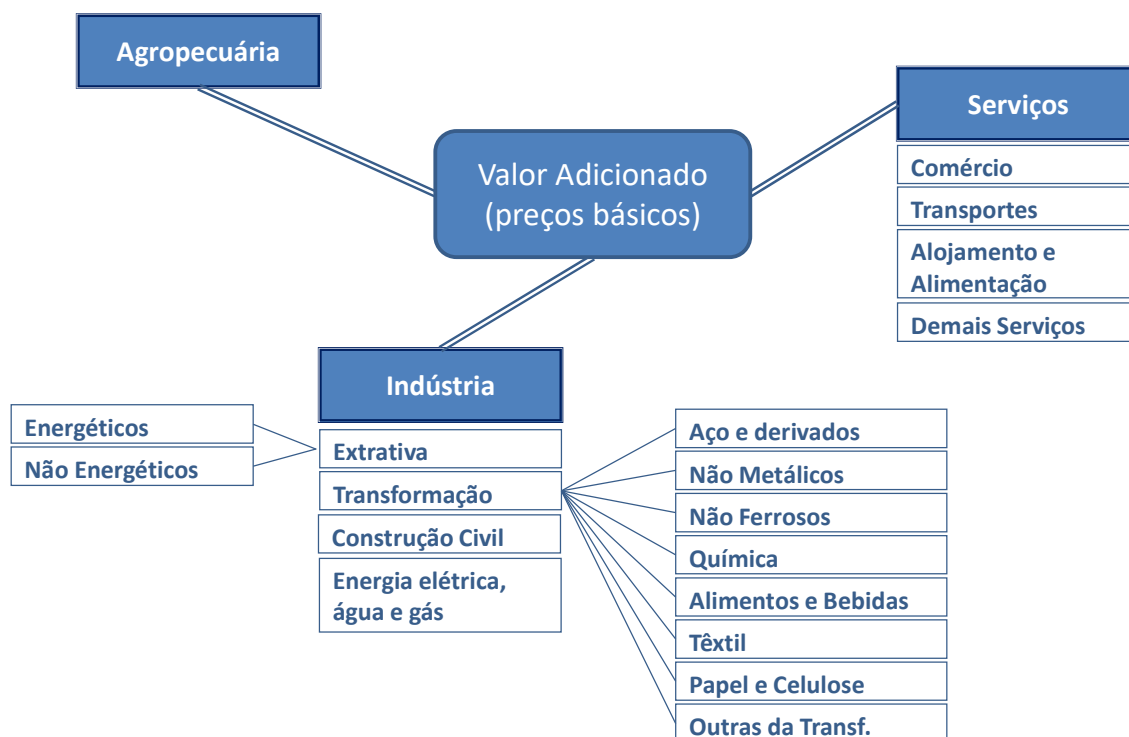 Agropecuária
Serviços
Comércio
Transportes
Alojamento e
Alimentação
Demais Serviços
Valor Adicionado
(preços básicos)
Indústria
Extrativa
Transformação
Construção Civil
Energia elétrica,
água e gás
Energéticos
Não Energéticos
Aço e derivados
Não Metálicos
Não Ferrosos
Química
Alimentos e Bebidas
Têxtil
Papel e Celulose
Outras da Transf.